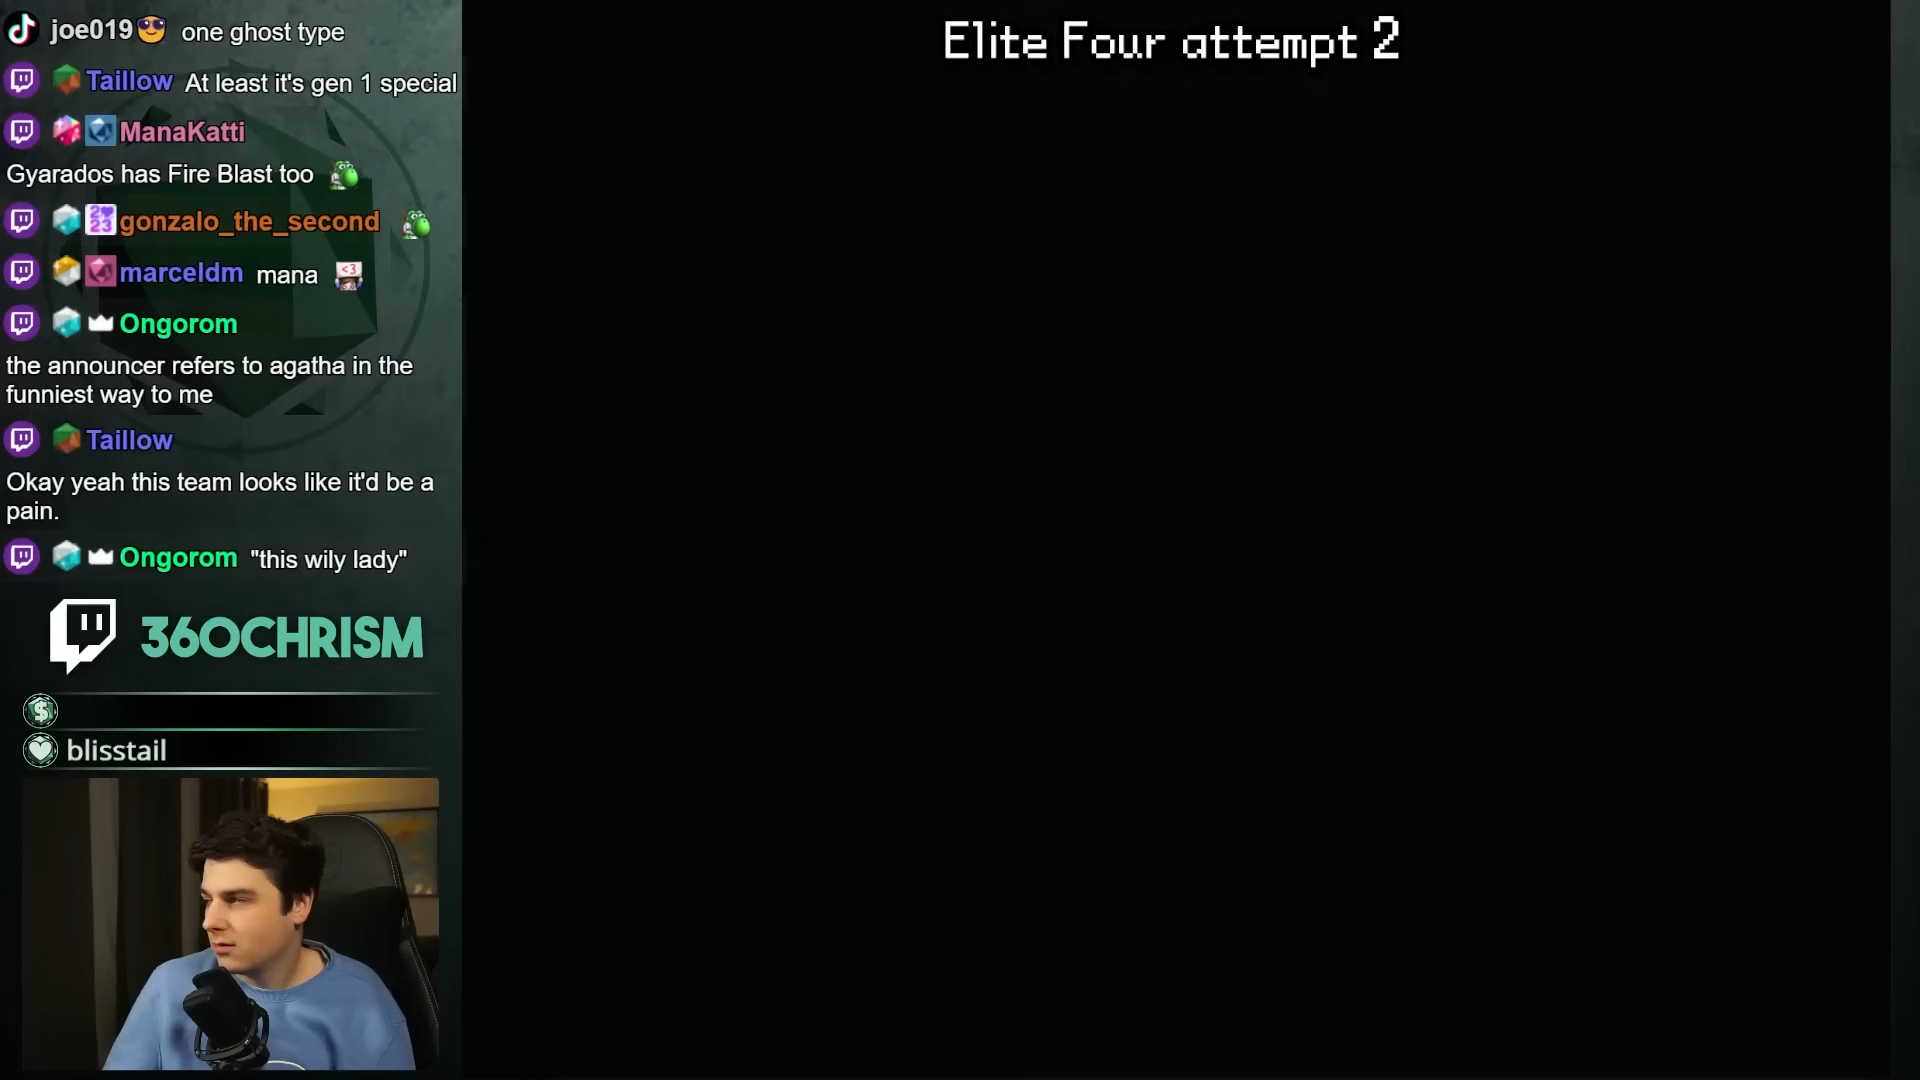 joe019 one ghost type
Taillow At least it's gen 1 special
ManaKatti
Gyarados has Fire Blast too
gonzalo_the_second
marceldm mana
<3
Ongorom
the announcer refers to agatha in the
funniest way to me
Taillow
Okay yeah this team looks like it'd be a
pain.
Ongorom "this wily lady"
360CHRISM
$
blisstail
Elite Four attempt 2